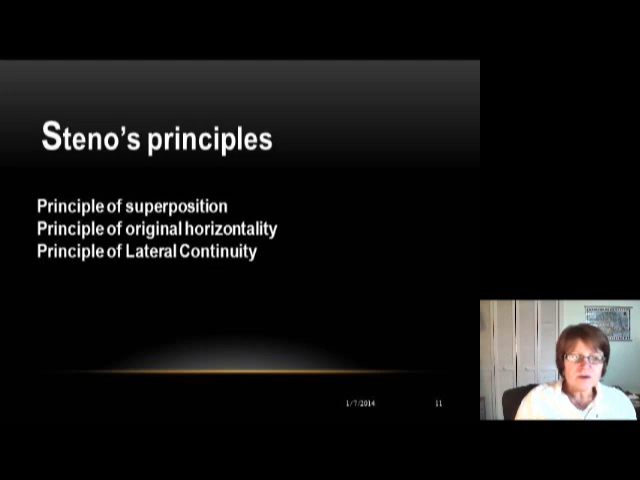 Steno's principles
Principle of superposition
Principle of original horizontality
Principle of Lateral Continuity
1/7/2014
11